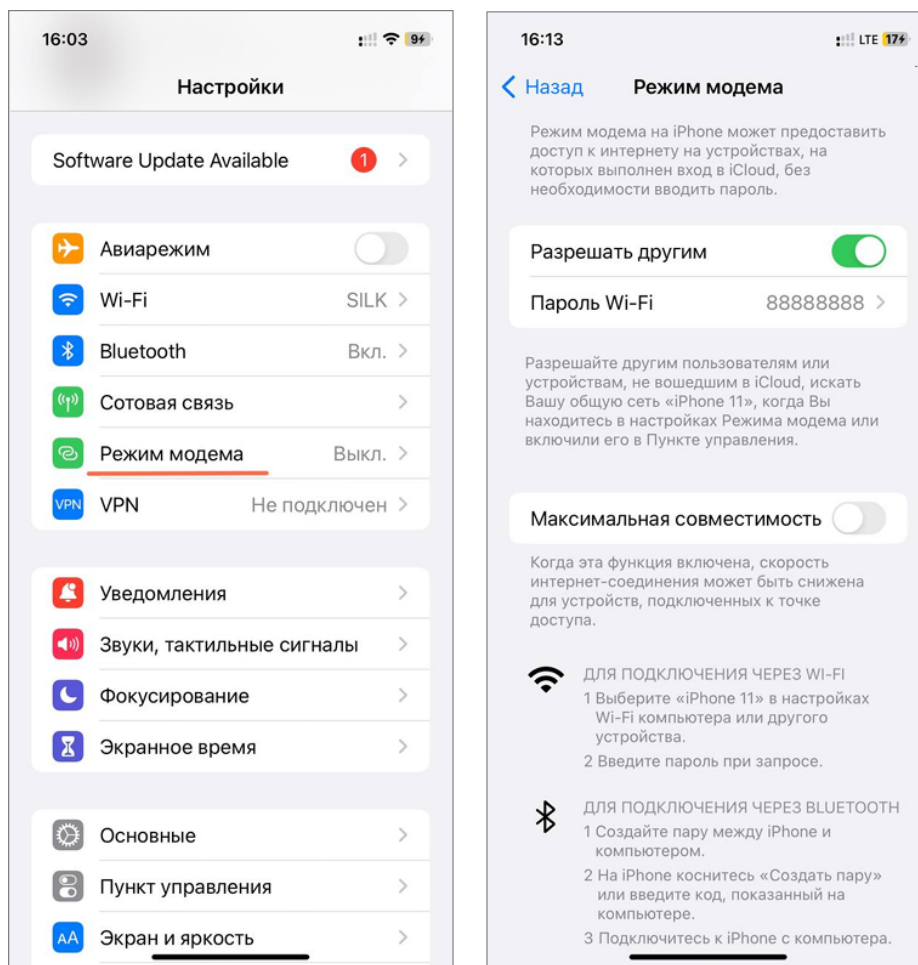 16:03
9
Настройки
Software Update Available 1
Авиарежим
Wi-Fi SILK
Bluetooth Вкл.
Сотовая связь
Режим модема Выкл.
VPN VPN Не подключен
Уведомления
Звуки, тактильные сигналы
Фокусирование
Экранное время
Основные
Пункт управления
AA Экран и яркость
16:13
LTE 17
Назад Режим модема
Режим модема на iPhone может предоставить
доступ к интернету на устройствах, на
которых выполнен вход в iCloud, без
необходимости вводить пароль.
Разрешать другим
Пароль Wi-Fi 88888888
Разрешайте другим пользователям или
устройствам, не вошедшим в iCloud, искать
Вашу общую сеть «iPhone 11», когда Вы
находитесь в настройках Режима модема или
включили его в Пункте управления.
Максимальная совместимость
Когда эта функция включена, скорость
интернет-соединения может быть снижена
для устройств, подключенных к точке
доступа.
ДЛЯ ПОДКЛЮЧЕНИЯ ЧЕРЕЗ WI-FI
1 Выберите «iPhone 11» в настройках
Wi-Fi компьютера или другого
устройства.
2 Введите пароль при запросе.
ДЛЯ ПОДКЛЮЧЕНИЯ ЧЕРЕЗ BLUETOOTH
1 Создайте пару между iPhone и
компьютером.
2 На iPhone коснитесь «Создать пару»
или введите код, показанный на
компьютере.
3 Подключитесь к iPhone с компьютера.